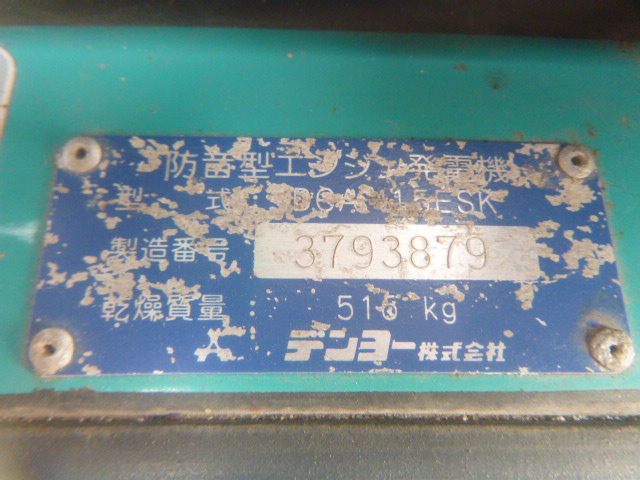 防音型エンジン発電機
型 式 DCA-15ESK
製造番号 3793879
乾燥質量 kg
デンヨー株式会社